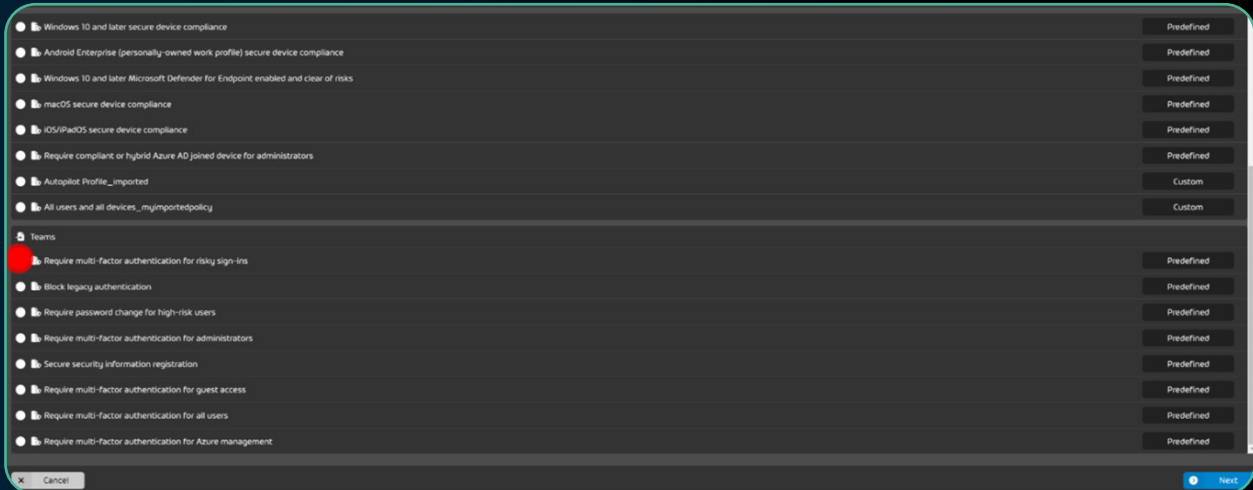 Windows 10 and later secure device compliance Predefined
Android Enterprise (personally-owned work profile) secure device compliance Predefined
Windows 10 and later Microsoft Defender for Endpoint enabled and clear of risks Predefined
macOS secure device compliance Predefined
iOS/iPadOS secure device compliance Predefined
Require compliant or hybrid Azure AD joined device for administrators Predefined
Autopilot Profile_imported Custom
All users and all devices_myimportedpolicy Custom
Teams
Require multi-factor authentication for risky sign-ins Predefined
Block legacy authentication Predefined
Require password change for high-risk users Predefined
Require multi-factor authentication for administrators Predefined
Secure security information registration Predefined
Require multi-factor authentication for guest access Predefined
Require multi-factor authentication for all users Predefined
Require multi-factor authentication for Azure management Predefined
Cancel Next